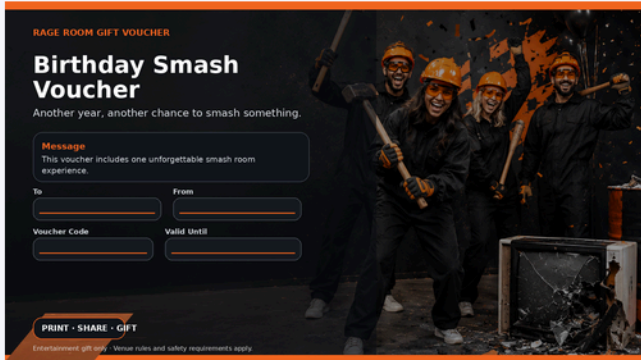 RAGE ROOM GIFT VOUCHER
Birthday Smash
Voucher
Another year, another chance to smash something.
Message
This voucher includes one unforgettable smash room
experience.
To From
Voucher Code Valid Until
PRINT · SHARE · GIFT
Entertainment gift only · Venue rules and safety requirements apply.